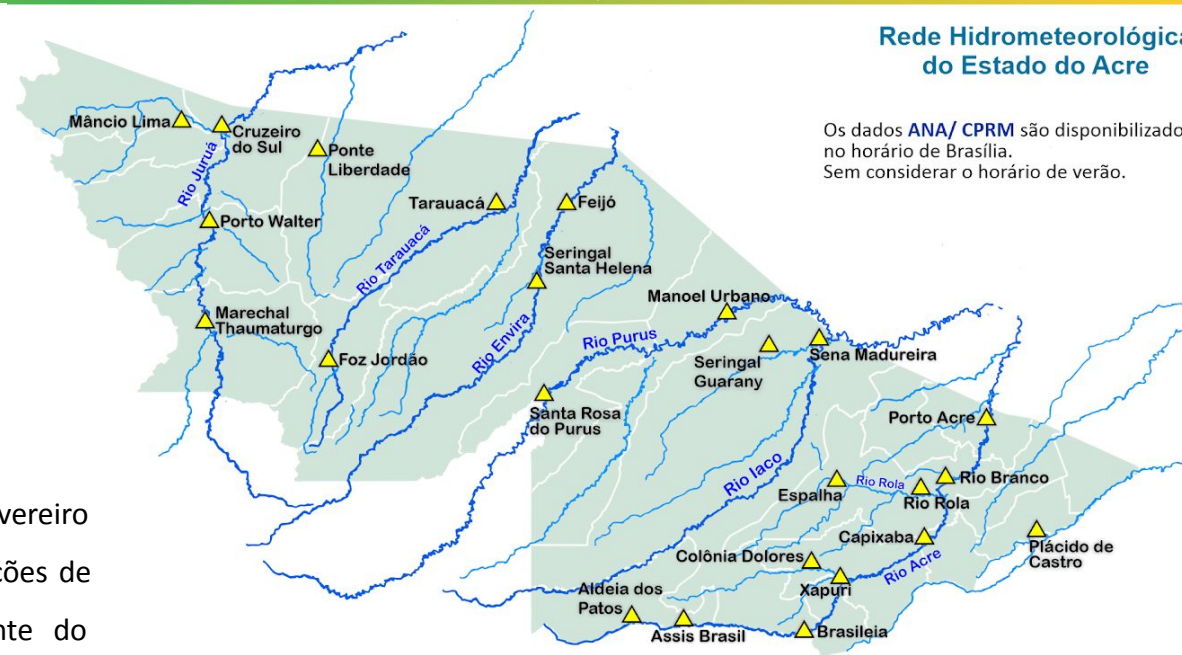 Rede Hidrometeorológica
do Estado do Acre
Os dados ANA/ CPRM são disponibilizado
no horário de Brasília.
Sem considerar o horário de verão.
Mâncio Lima
Cruzeiro
do Sul
Ponte
Liberdade
Rio Juruá
Porto Walter
Tarauacá
Feijó
Rio Tarauacá
Seringal
Santa Helena
Marechal
Thaumaturgo
Foz Jordão
Rio Envira
Manoel Urbano
Rio Purus
Seringal
Guarany
Sena Madureira
Santa Rosa
do Purus
Porto Acre
Rio Iaco
Espalha
Rio Rola
Rio Rola
Rio Branco
Capixaba
Plácido de
Castro
Colônia Dolores
Xapuri
Rio Acre
Aldeia dos
Patos
Assis Brasil
Brasileia
vereiro
ções de
nte do